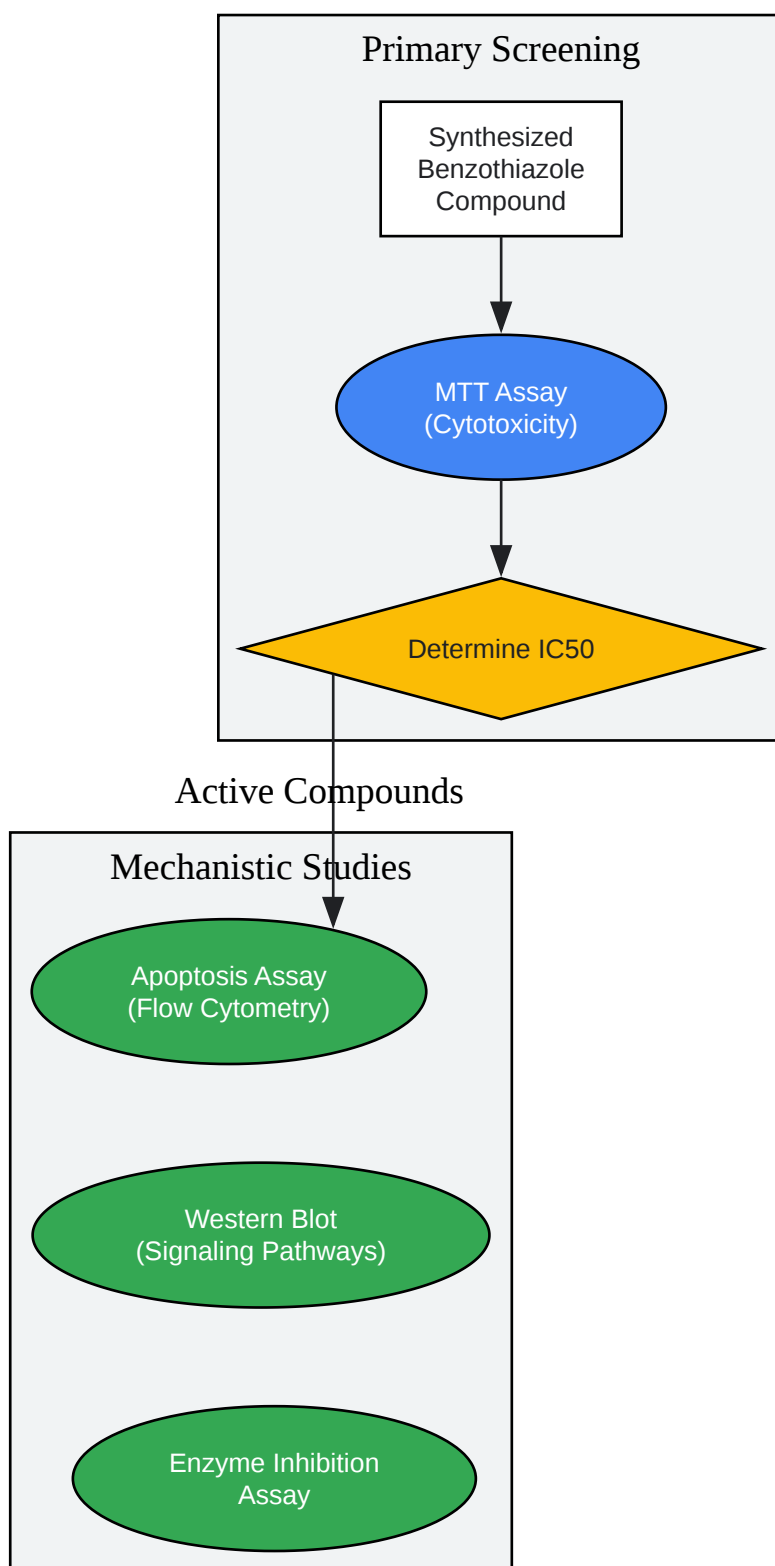 Primary Screening
Synthesized
Benzothiazole
Compound
MTT Assay
(Cytotoxicity)
Determine IC50
Active Compounds
Mechanistic Studies
Apoptosis Assay
(Flow Cytometry)
Western Blot
(Signaling Pathways)
Enzyme Inhibition
Assay